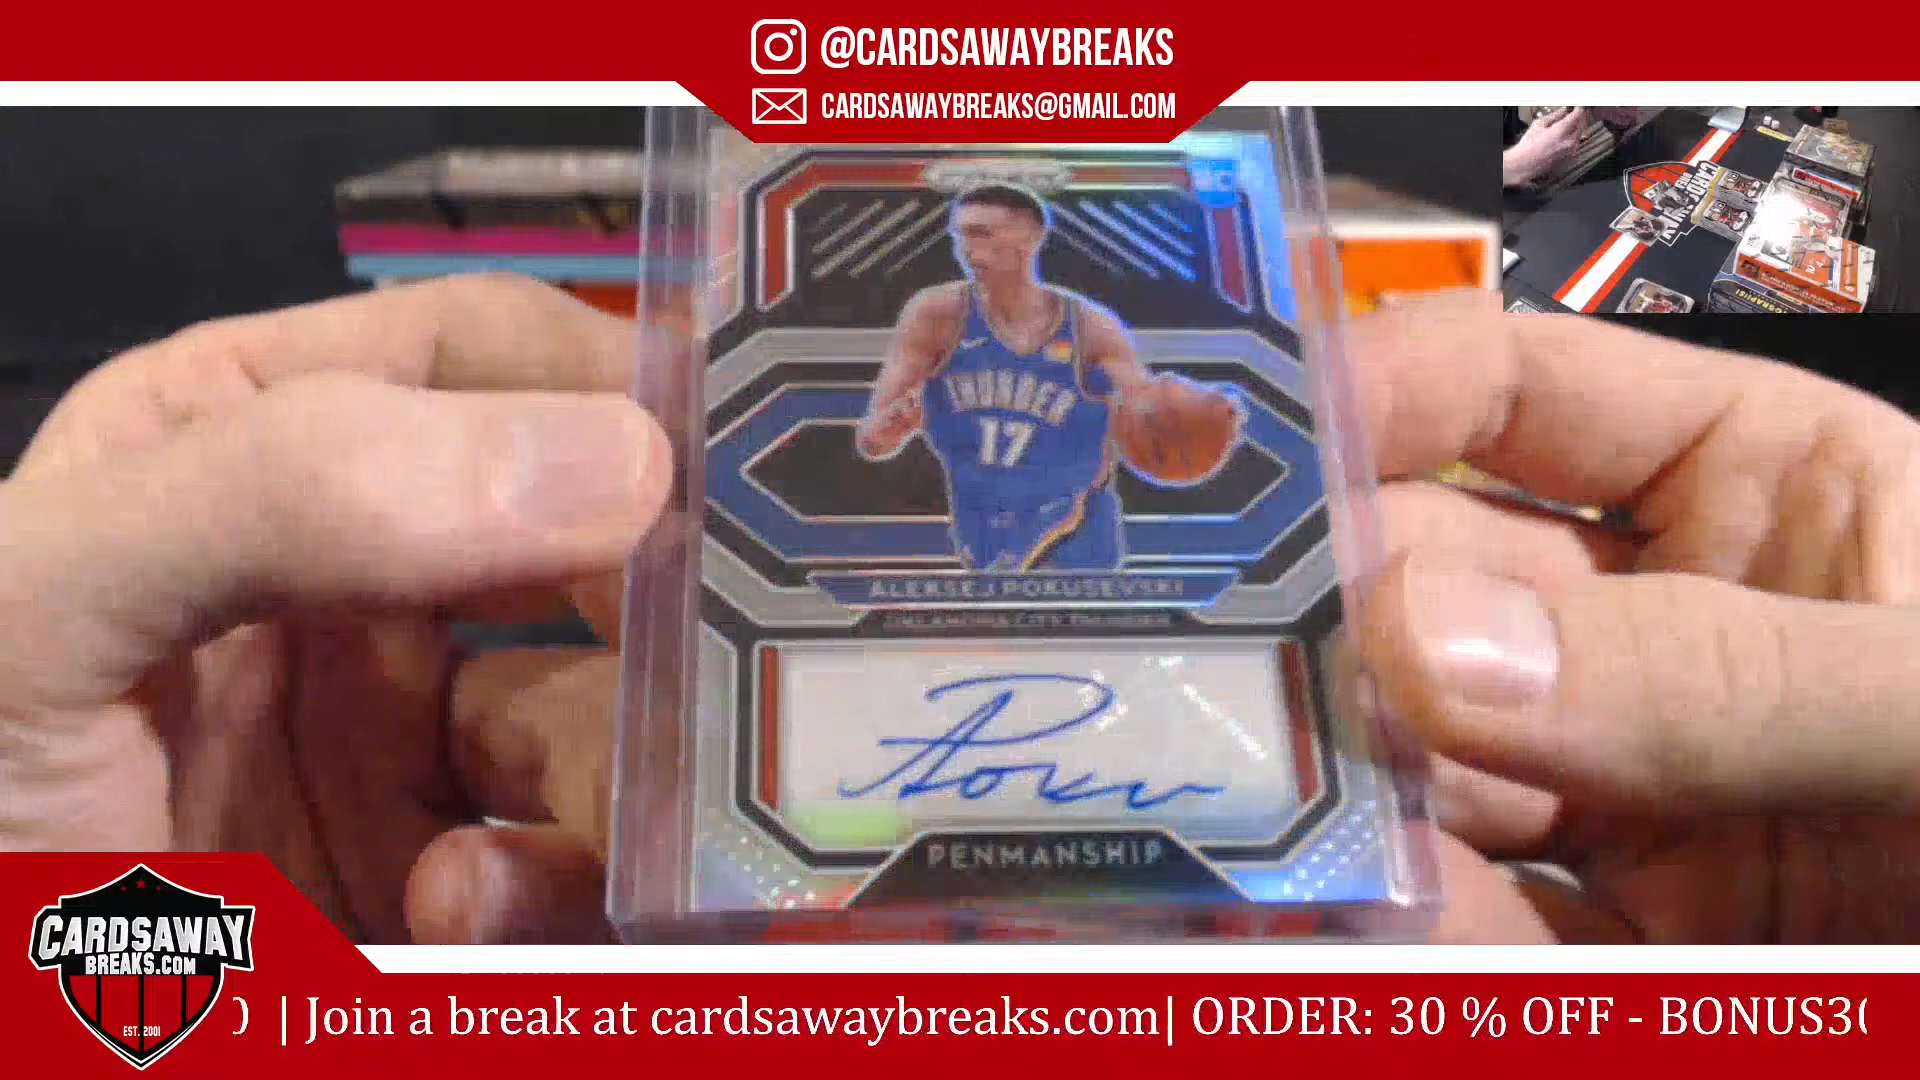 @CARDSAWAYBREAKS
CARDSAWAYBREAKS@GMAIL.COM
RC
THUNDER
17
ALEKSEJ POKUSEVSKI
PENMANSHIP
CARDSAWAY
BREAKS.COM
EST. 2001
) | Join a break at cardsawaybreaks.com| ORDER: 30 % OFF - BONUS3